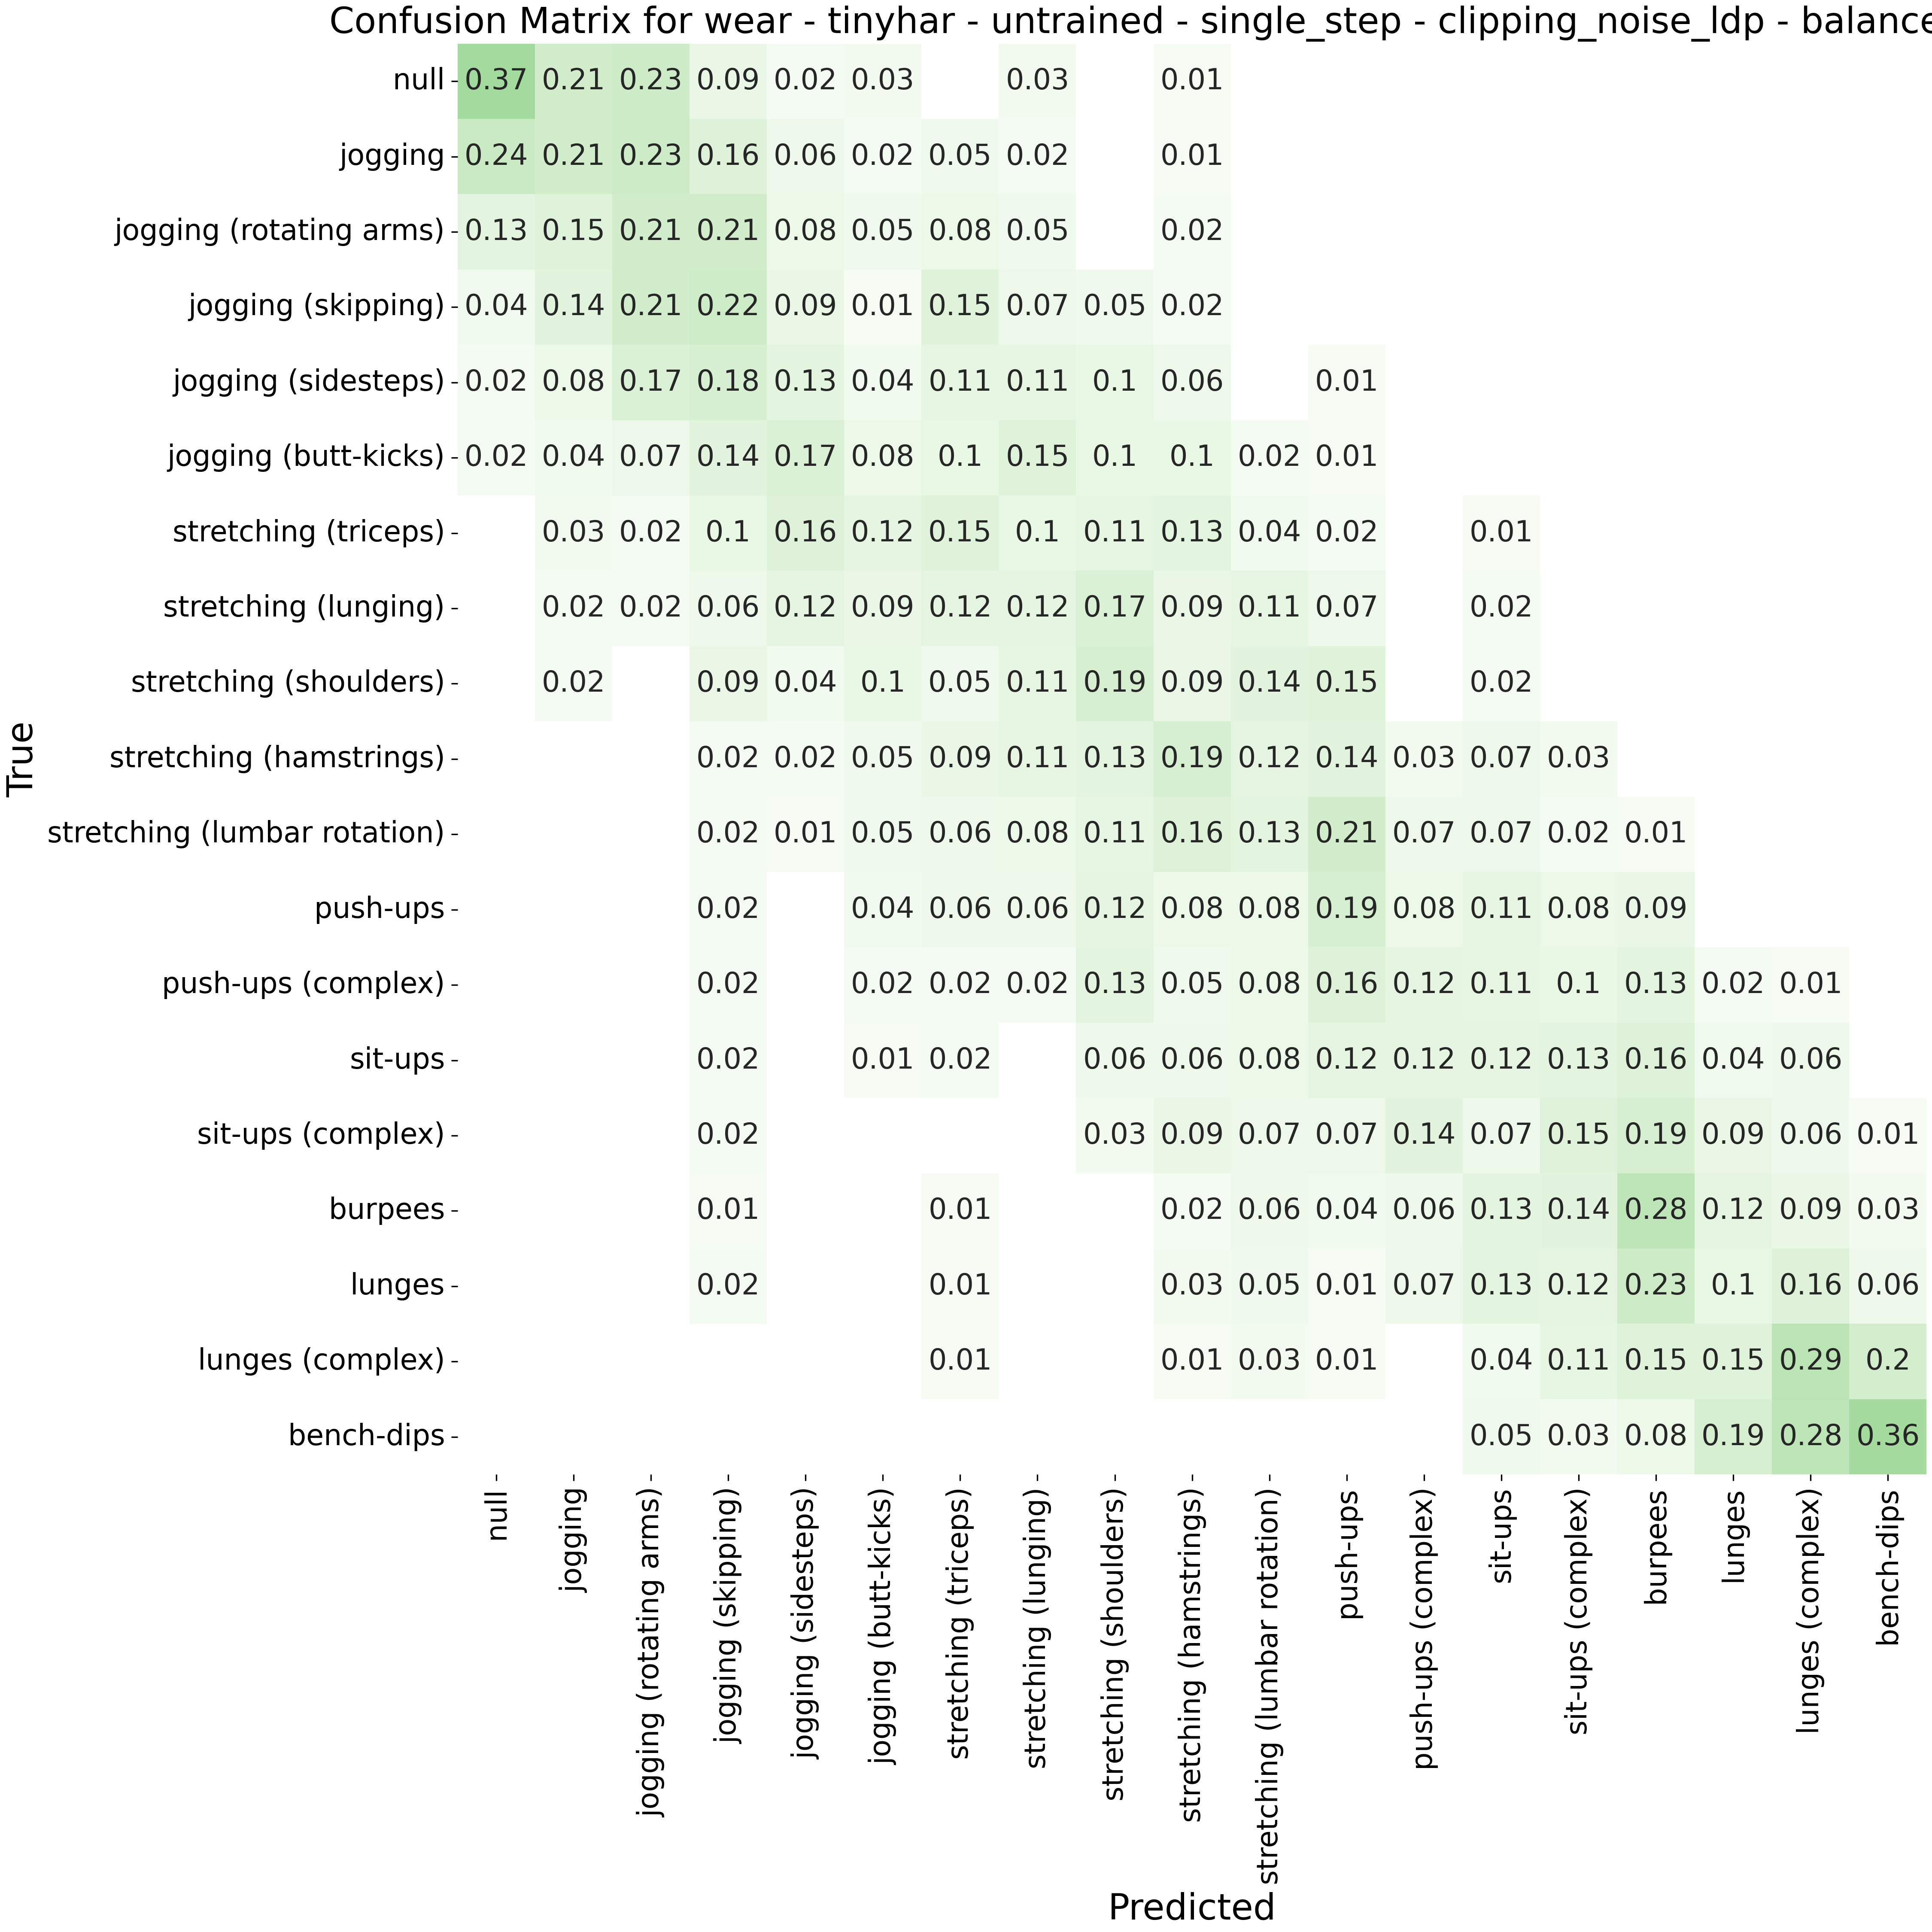 Confusion Matrix for wear - tinyhar - untrained - single_step - clipping_noise_ldp - balance
null 0.37 0.21 0.23 0.09 0.02 0.03 0.03 0.01
jogging 0.24 0.21 0.23 0.16 0.06 0.02 0.05 0.02 0.01
jogging (rotating arms) 0.13 0.15 0.21 0.21 0.08 0.05 0.08 0.05 0.02
jogging (skipping) 0.04 0.14 0.21 0.22 0.09 0.01 0.15 0.07 0.05 0.02
jogging (sidesteps) 0.02 0.08 0.17 0.18 0.13 0.04 0.11 0.11 0.1 0.06 0.01
jogging (butt-kicks) 0.02 0.04 0.07 0.14 0.17 0.08 0.1 0.15 0.1 0.1 0.02 0.01
stretching (triceps) 0.03 0.02 0.1 0.16 0.12 0.15 0.1 0.11 0.13 0.04 0.02 0.01
stretching (lunging) 0.02 0.02 0.06 0.12 0.09 0.12 0.12 0.17 0.09 0.11 0.07 0.02
stretching (shoulders) 0.02 0.09 0.04 0.1 0.05 0.11 0.19 0.09 0.14 0.15 0.02
stretching (hamstrings) 0.02 0.02 0.05 0.09 0.11 0.13 0.19 0.12 0.14 0.03 0.07 0.03
stretching (lumbar rotation) 0.02 0.01 0.05 0.06 0.08 0.11 0.16 0.13 0.21 0.07 0.07 0.02 0.01
push-ups 0.02 0.04 0.06 0.06 0.12 0.08 0.08 0.19 0.08 0.11 0.08 0.09
push-ups (complex) 0.02 0.02 0.02 0.02 0.13 0.05 0.08 0.16 0.12 0.11 0.1 0.13 0.02 0.01
sit-ups 0.02 0.01 0.02 0.06 0.06 0.08 0.12 0.12 0.12 0.13 0.16 0.04 0.06
sit-ups (complex) 0.02 0.03 0.09 0.07 0.07 0.14 0.07 0.15 0.19 0.09 0.06 0.01
burpees 0.01 0.01 0.02 0.06 0.04 0.06 0.13 0.14 0.28 0.12 0.09 0.03
lunges 0.02 0.01 0.03 0.05 0.01 0.07 0.13 0.12 0.23 0.1 0.16 0.06
lunges (complex) 0.01 0.01 0.03 0.01 0.04 0.11 0.15 0.15 0.29 0.2
bench-dips 0.05 0.03 0.08 0.19 0.28 0.36
True
null
jogging
jogging (rotating arms)
jogging (skipping)
jogging (sidesteps)
jogging (butt-kicks)
stretching (triceps)
stretching (lunging)
stretching (shoulders)
stretching (hamstrings)
stretching (lumbar rotation)
push-ups
push-ups (complex)
sit-ups
sit-ups (complex)
burpees
lunges
lunges (complex)
bench-dips
Predicted